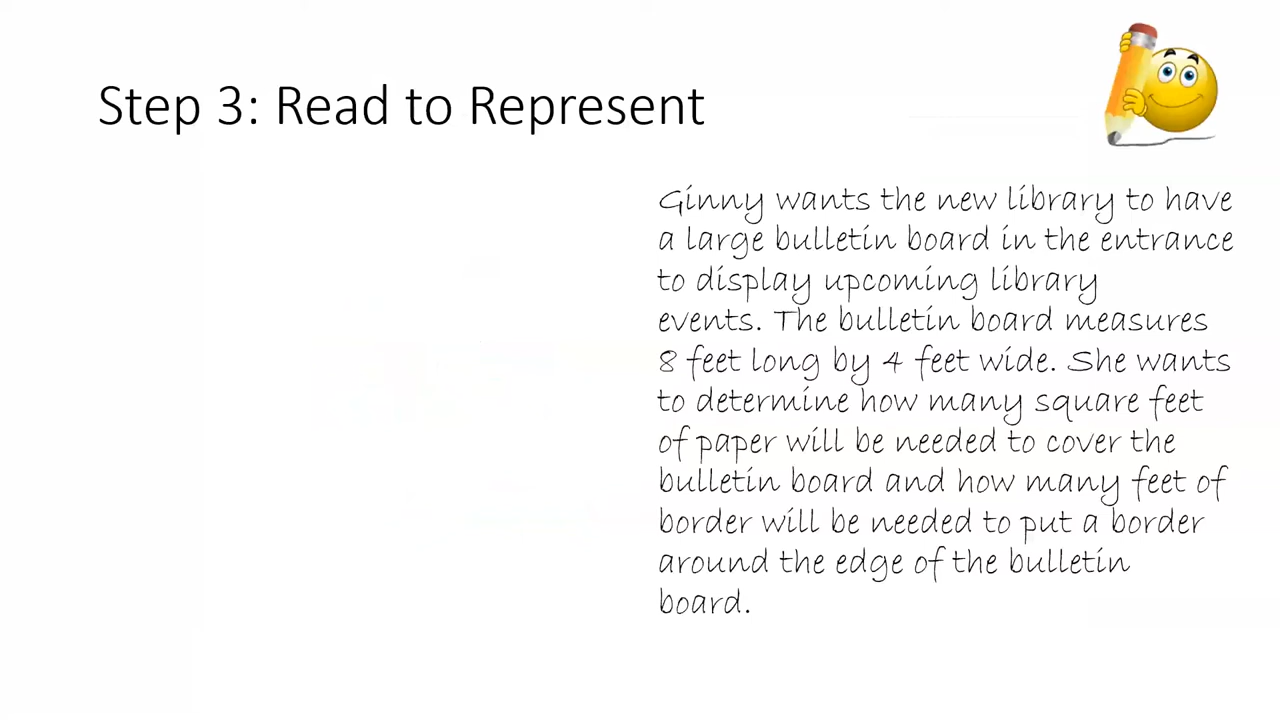 Step 3: Read to Represent
Ginny wants the new library to have
a large bulletin board in the entrance
to display upcoming library
events. The bulletin board measures
8 feet long by 4 feet wide. She wants
to determine how many square feet
of paper will be needed to cover the
bulletin board and how many feet of
border will be needed to put a border
around the edge of the bulletin
board.